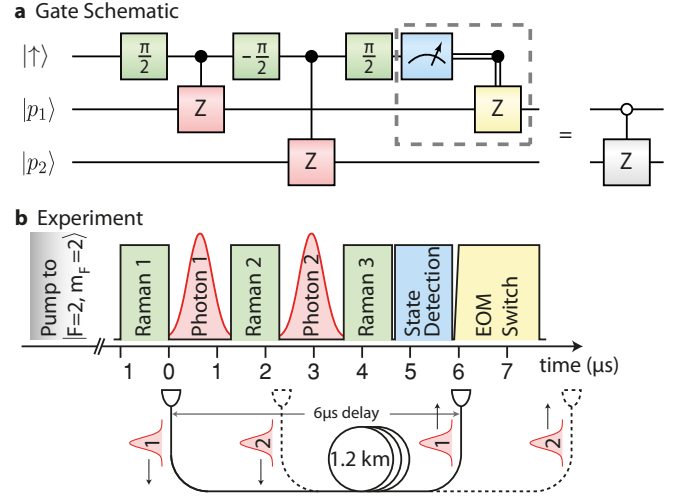 a Gate Schematic
|↑⟩ π/2 -π/2 π/2
|p₁⟩ Z Z
=
|p₂⟩ Z Z
b Experiment
Pump to
|F=2, m_F=2⟩
Raman 1
Photon 1
Raman 2
Photon 2
Raman 3
State
Detection
EOM
Switch
1 0 1 2 3 4 5 6 7 time (μs)
6μs delay
1 2 1.2 km 1 2